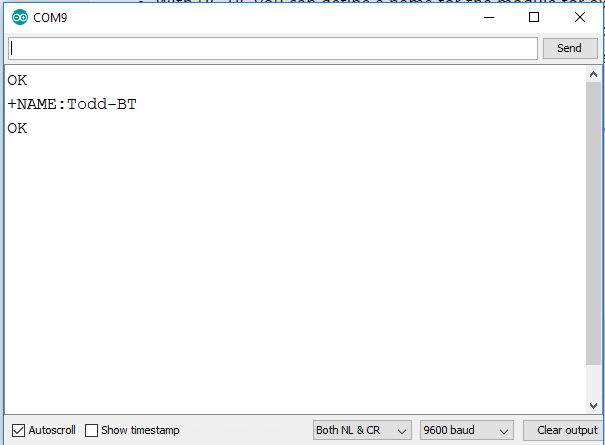 COM9
Send
OK
+NAME:Todd-BT
OK
Autoscroll
Show timestamp
Both NL & CR
9600 baud
Clear output